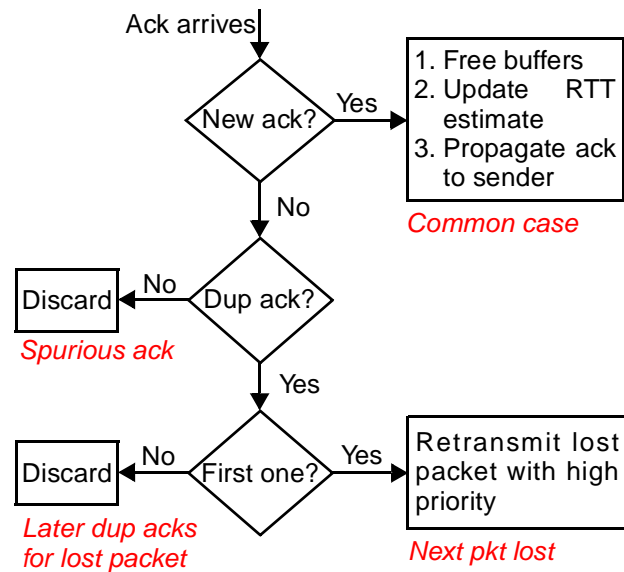 Ack arrives
New ack?
Yes
1. Free buffers
2. Update RTT
estimate
3. Propagate ack
to sender
Common case
No
Dup ack?
No
Discard
Spurious ack
Yes
First one?
No
Discard
Later dup acks
for lost packet
Yes
Retransmit lost
packet with high
priority
Next pkt lost